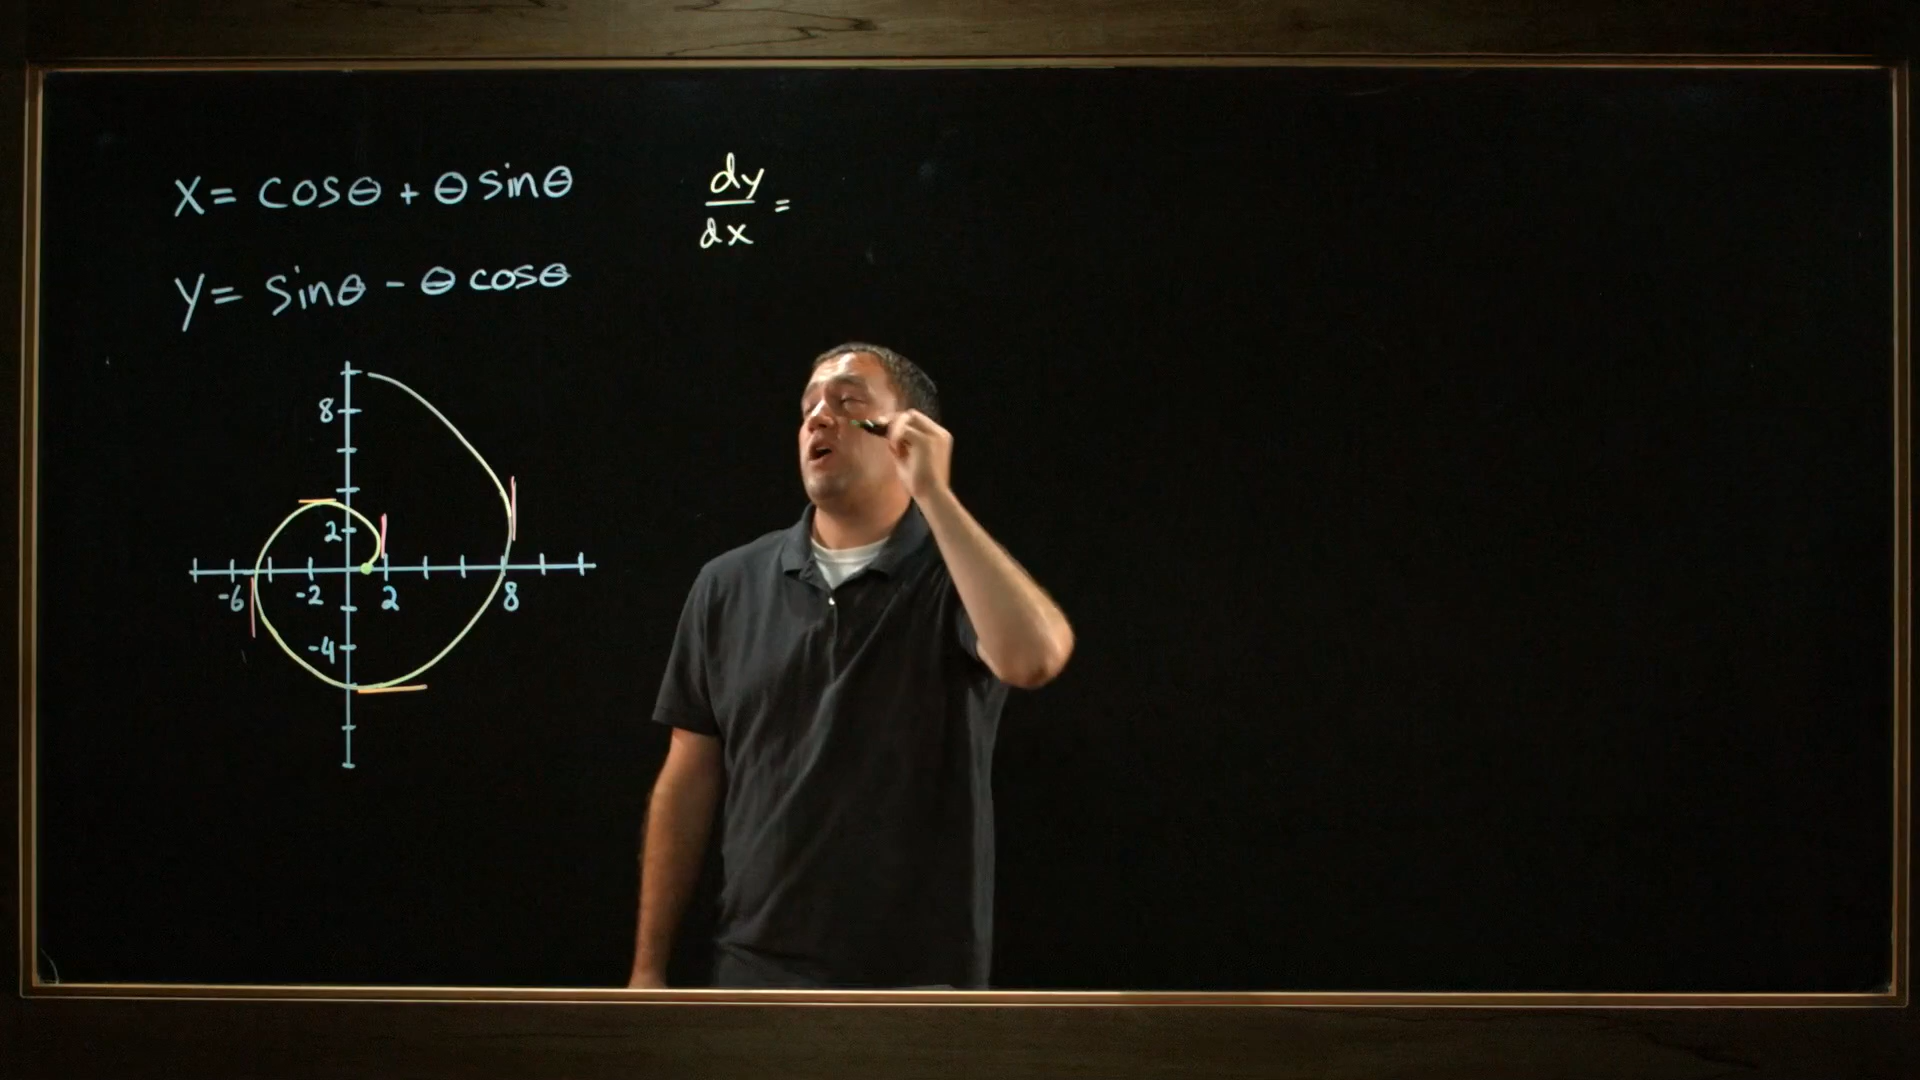 X= cosθ + θ sinθ
Y= sinθ - θ cosθ
dy
dx =
8
2
-6 -2 2 8
-4